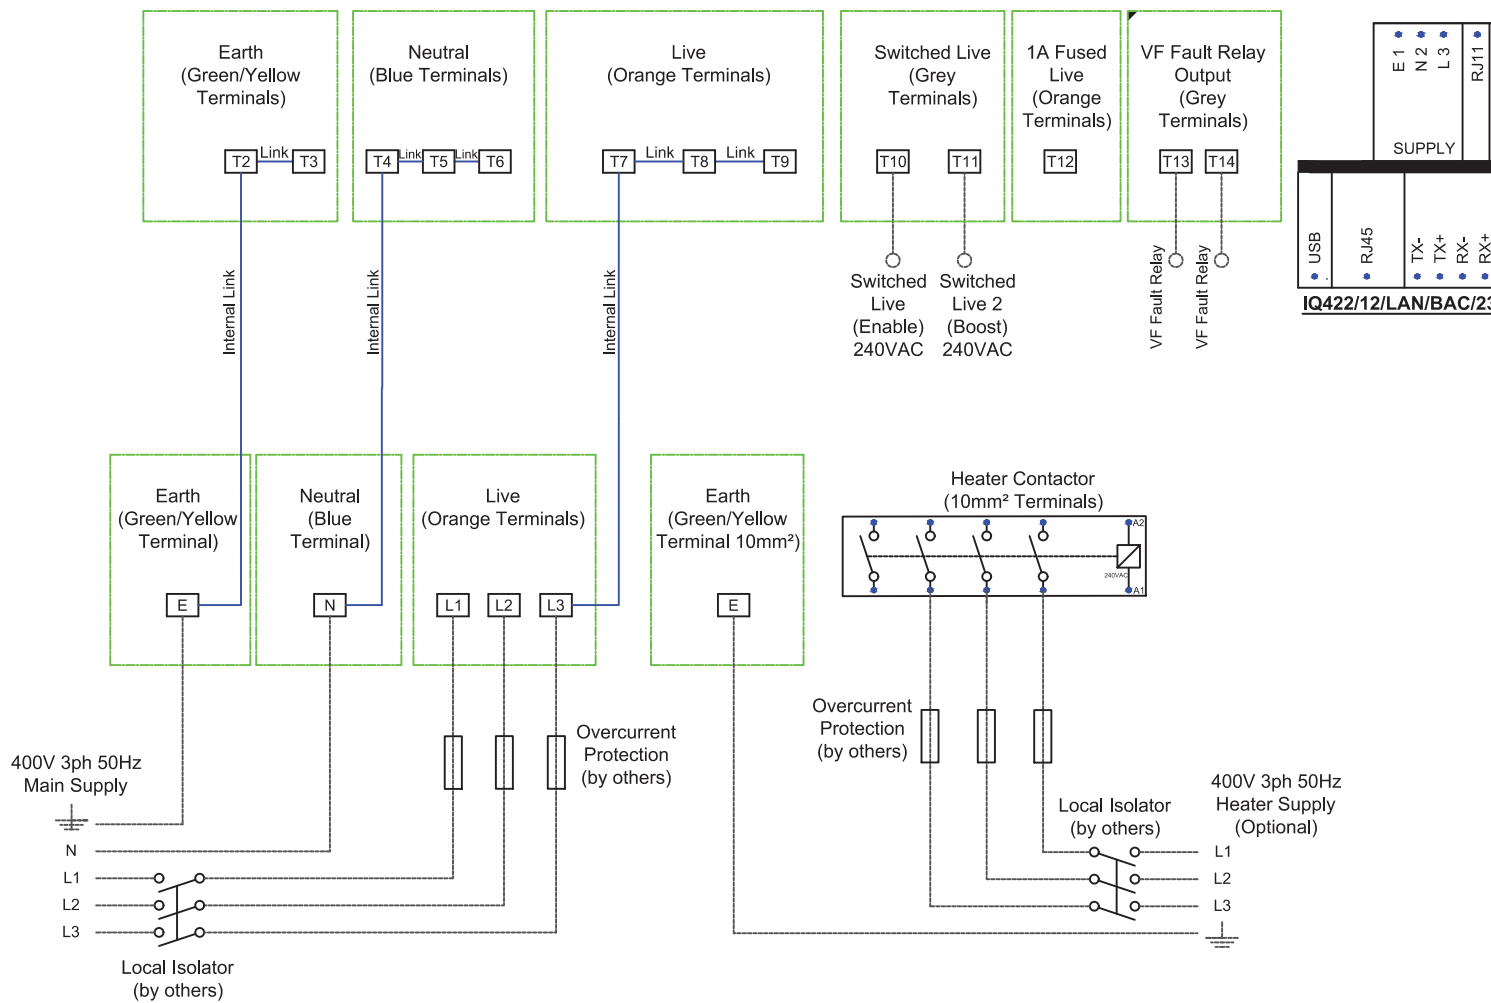 Earth
(Green/Yellow
Terminals)
T2
Link
T3
Neutral
(Blue Terminals)
T4
Link
T5
Link
T6
Live
(Orange Terminals)
T7
Link
T8
Link
T9
Switched Live
(Grey
Terminals)
T10
T11
1A Fused
Live
(Orange
Terminals)
T12
VF Fault Relay
Output
(Grey
Terminals)
T13
T14
E 1
N 2
L 3
RJ11
SUPPLY
USB
RJ45
TX-
TX+
RX-
RX+
IQ422/12/LAN/BAC/23
Internal Link
Internal Link
Internal Link
Switched
Live
(Enable)
240VAC
Switched
Live 2
(Boost)
240VAC
VF Fault Relay
VF Fault Relay
Earth
(Green/Yellow
Terminal)
E
Neutral
(Blue
Terminal)
N
Live
(Orange Terminals)
L1
L2
L3
Earth
(Green/Yellow
Terminal 10mm²)
E
Heater Contactor
(10mm² Terminals)
A2
240VAC
A1
Overcurrent
Protection
(by others)
Overcurrent
Protection
(by others)
400V 3ph 50Hz
Main Supply
N
L1
L2
L3
Local Isolator
(by others)
Local Isolator
(by others)
400V 3ph 50Hz
Heater Supply
(Optional)
L1
L2
L3